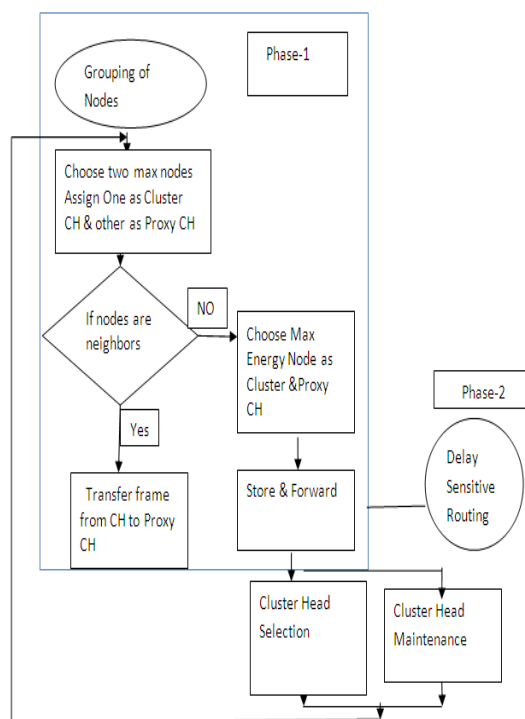 Phase-1
Grouping of
Nodes
Choose two max nodes
Assign One as Cluster
CH & other as Proxy CH
If nodes are
neighbors
NO
Choose Max
Energy Node as
Cluster &Proxy
CH
Yes
Phase-2
Delay
Sensitive
Routing
Transfer frame
from CH to Proxy
CH
Store & Forward
Cluster Head
Selection
Cluster Head
Maintenance